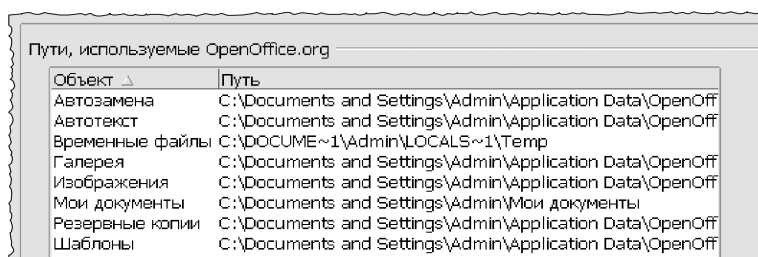 Пути, используемые OpenOffice.org
Объект Путь
Автозамена C:\Documents and Settings\Admin\Application Data\OpenOff
Автотекст C:\Documents and Settings\Admin\Application Data\OpenOff
Временные файлы C:\DOCUME~1\Admin\LOCALS~1\Temp
Галерея C:\Documents and Settings\Admin\Application Data\OpenOff
Изображения C:\Documents and Settings\Admin\Application Data\OpenOff
Мои документы C:\Documents and Settings\Admin\Мои документы
Резервные копии C:\Documents and Settings\Admin\Application Data\OpenOff
Шаблоны C:\Documents and Settings\Admin\Application Data\OpenOff